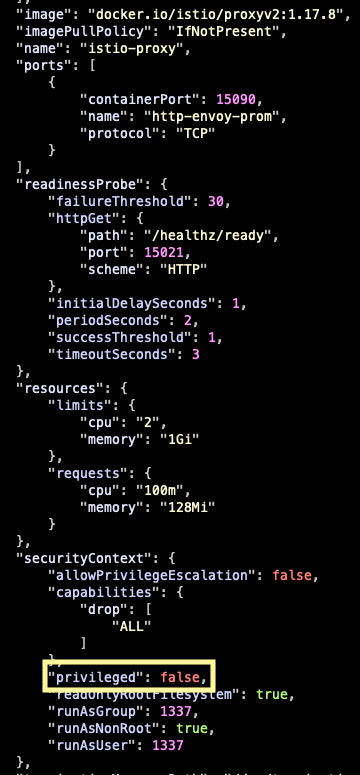 "image": "docker.io/istio/proxyv2:1.17.8",
"imagePullPolicy": "IfNotPresent",
"name": "istio-proxy",
"ports": [
{
"containerPort": 15090,
"name": "http-envoy-prom",
"protocol": "TCP"
}
],
"readinessProbe": {
"failureThreshold": 30,
"httpGet": {
"path": "/healthz/ready",
"port": 15021,
"scheme": "HTTP"
},
"initialDelaySeconds": 1,
"periodSeconds": 2,
"successThreshold": 1,
"timeoutSeconds": 3
},
"resources": {
"limits": {
"cpu": "2",
"memory": "1Gi"
},
"requests": {
"cpu": "100m",
"memory": "128Mi"
}
},
"securityContext": {
"allowPrivilegeEscalation": false,
"capabilities": {
"drop": [
"ALL"
]
},
"privileged": false,
"readOnlyRootFilesystem": true,
"runAsGroup": 1337,
"runAsNonRoot": true,
"runAsUser": 1337
},